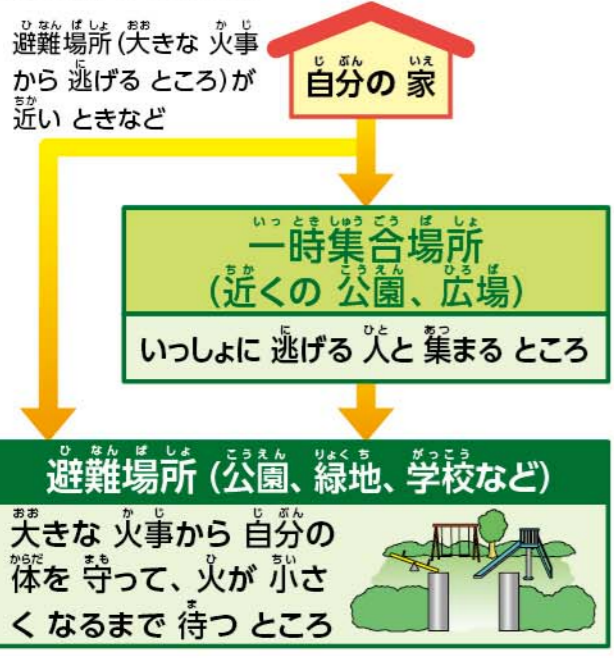 避難場所(大きな 火事
から 逃げる ところ)が
近い ときなど
自分の 家
一時集合場所
(近くの 公園、広場)
いっしょに 逃げる 人と 集まる ところ
避難場所(公園、緑地、学校など)
大きな 火事から 自分の
体を 守って、火が 小さ
く なるまで 待つ ところ